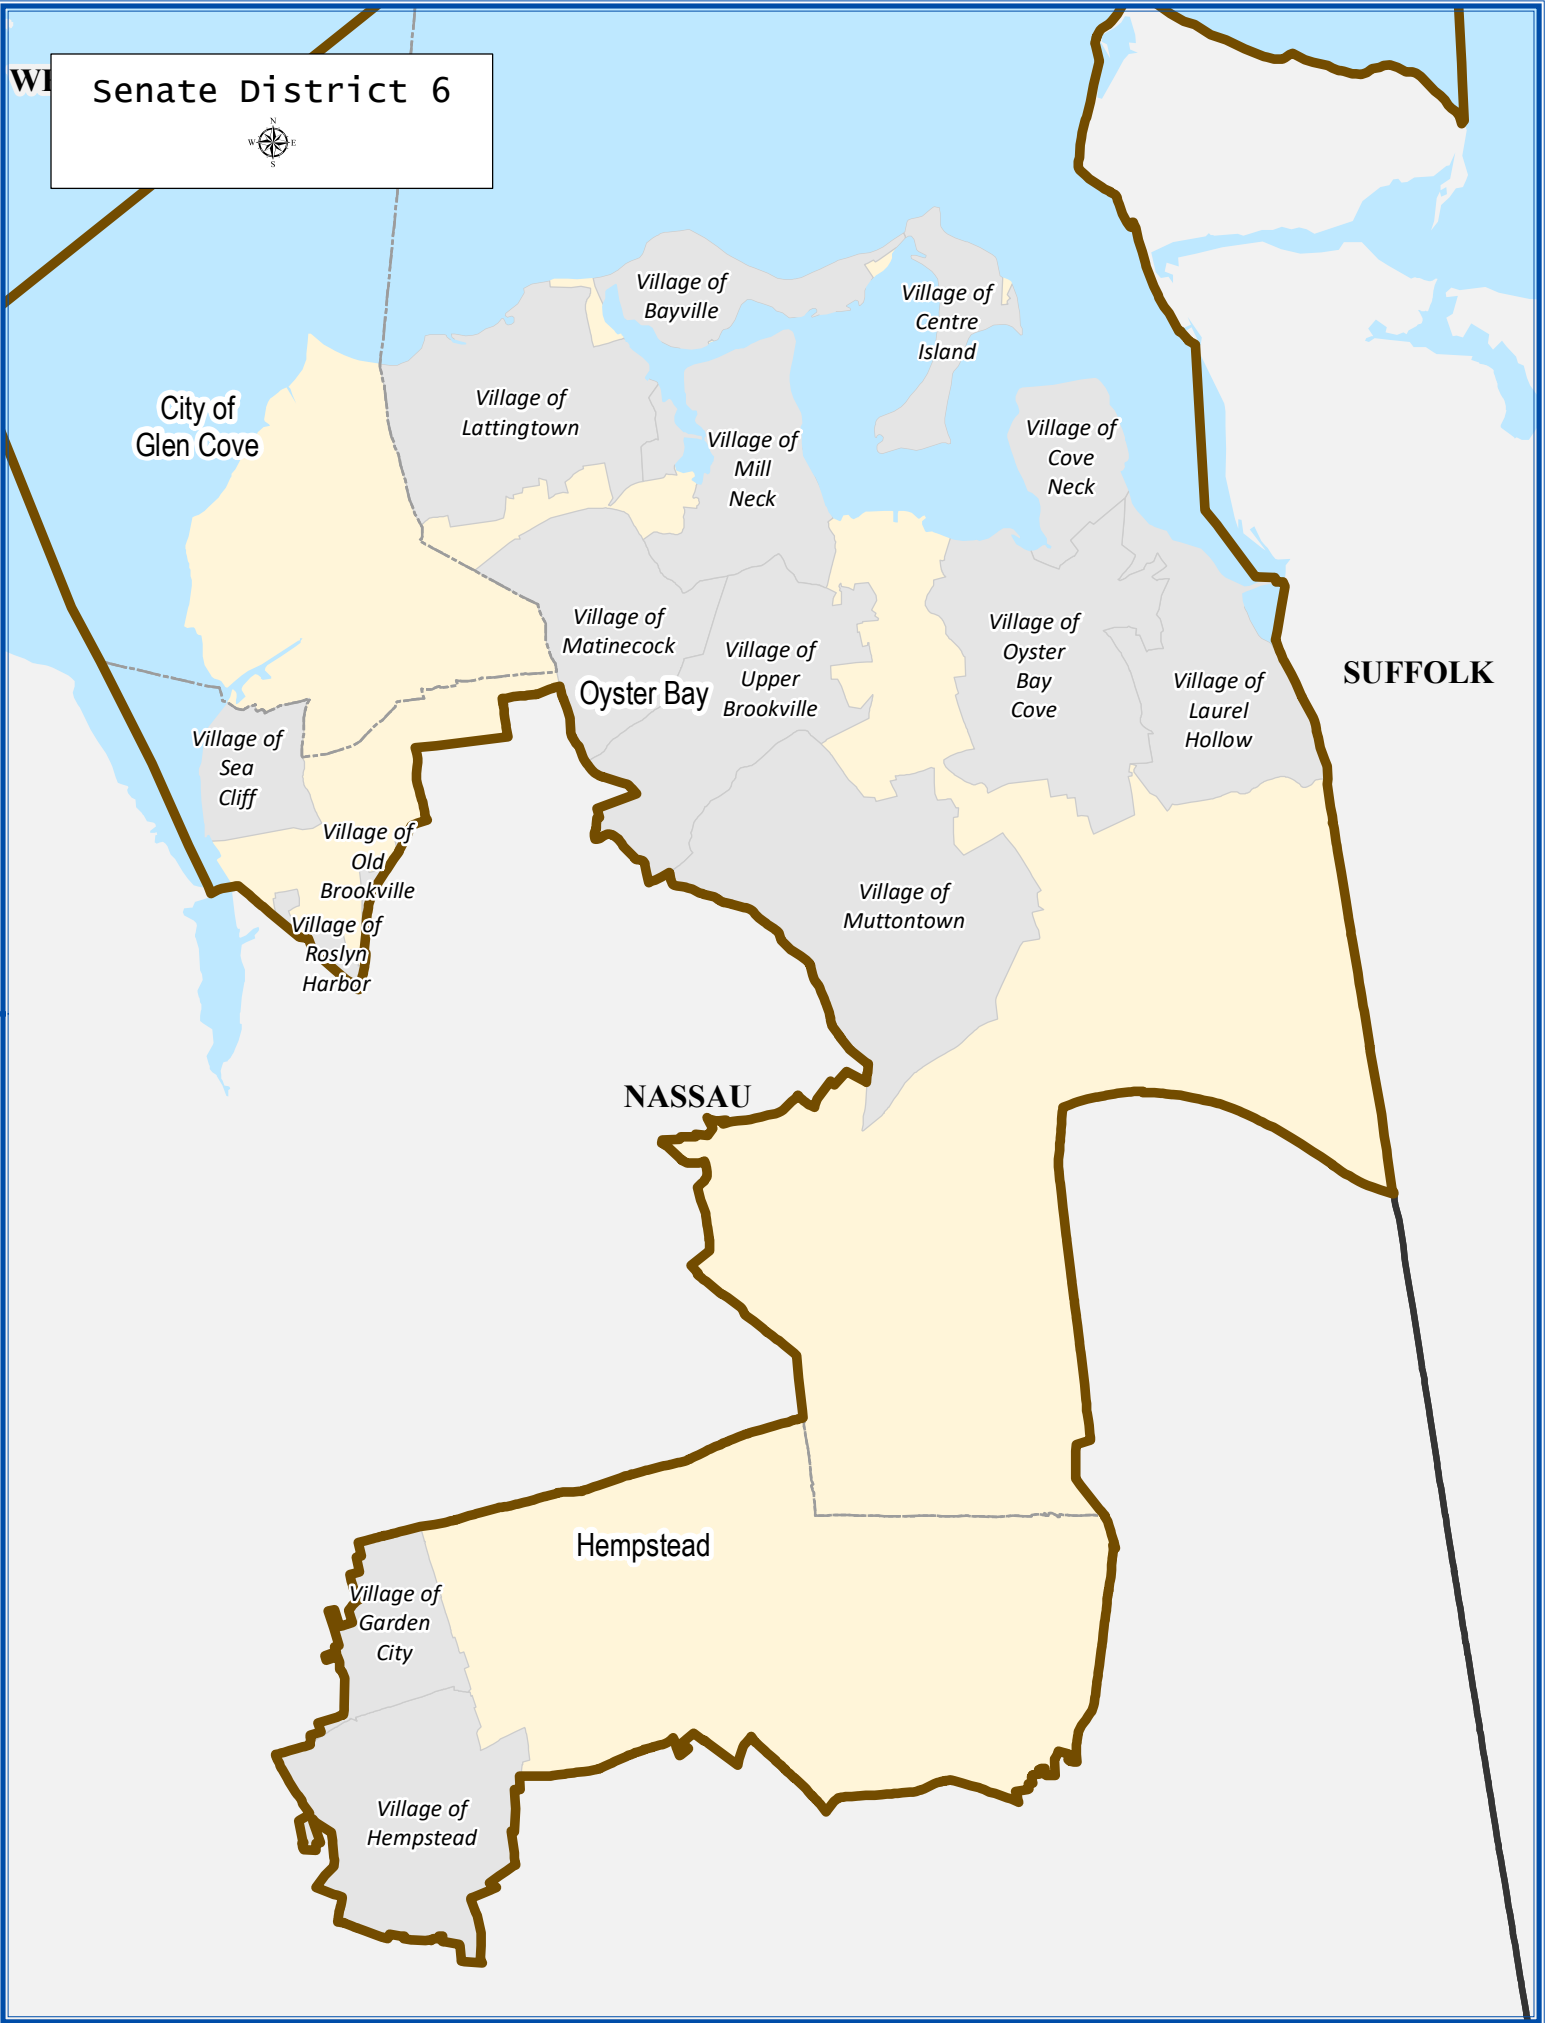 WE
Senate District 6
N
W E
S
Village of
Bayville
Village of
Centre
Island
City of
Glen Cove
Village of
Lattingtown
Village of
Mill
Neck
Village of
Cove
Neck
Village of
Matinecock
Village of
Upper
Brookville
Oyster Bay
Village of
Oyster
Bay
Cove
Village of
Laurel
Hollow
SUFFOLK
Village of
Sea
Cliff
Village of
Old
Brookville
Village of
Roslyn
Harbor
Village of
Muttontown
NASSAU
Hempstead
Village of
Garden
City
Village of
Hempstead